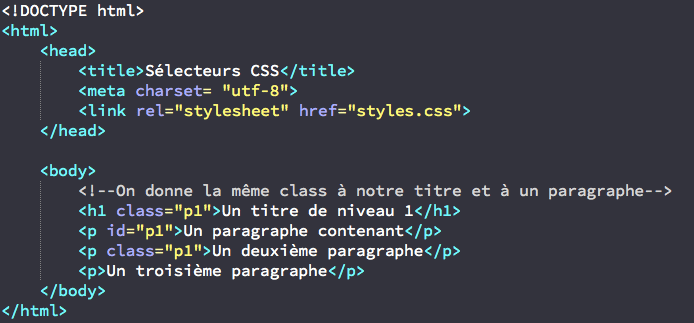 <!DOCTYPE html>
<html>
<head>
<title>Sélecteurs CSS</title>
<meta charset= "utf-8">
<link rel="stylesheet" href="styles.css">
</head>
<body>
<!--On donne la même class à notre titre et à un paragraphe-->
<h1 class="p1">Un titre de niveau 1</h1>
<p id="p1">Un paragraphe contenant</p>
<p class="p1">Un deuxième paragraphe</p>
<p>Un troisième paragraphe</p>
</body>
</html>